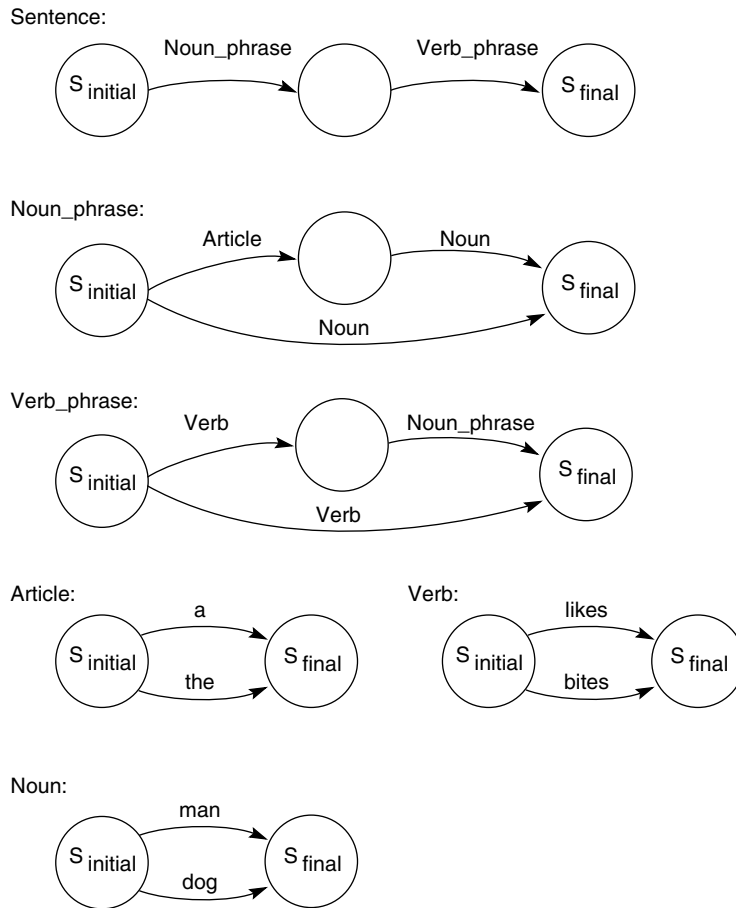 Sentence:
Noun_phrase Verb_phrase
S initial S final
Noun_phrase:
Article Noun
S initial S final
Noun
Verb_phrase:
Verb Noun_phrase
S initial S final
Verb
Article: Verb:
a likes
S initial S final S initial S final
the bites
Noun:
man
S initial S final
dog